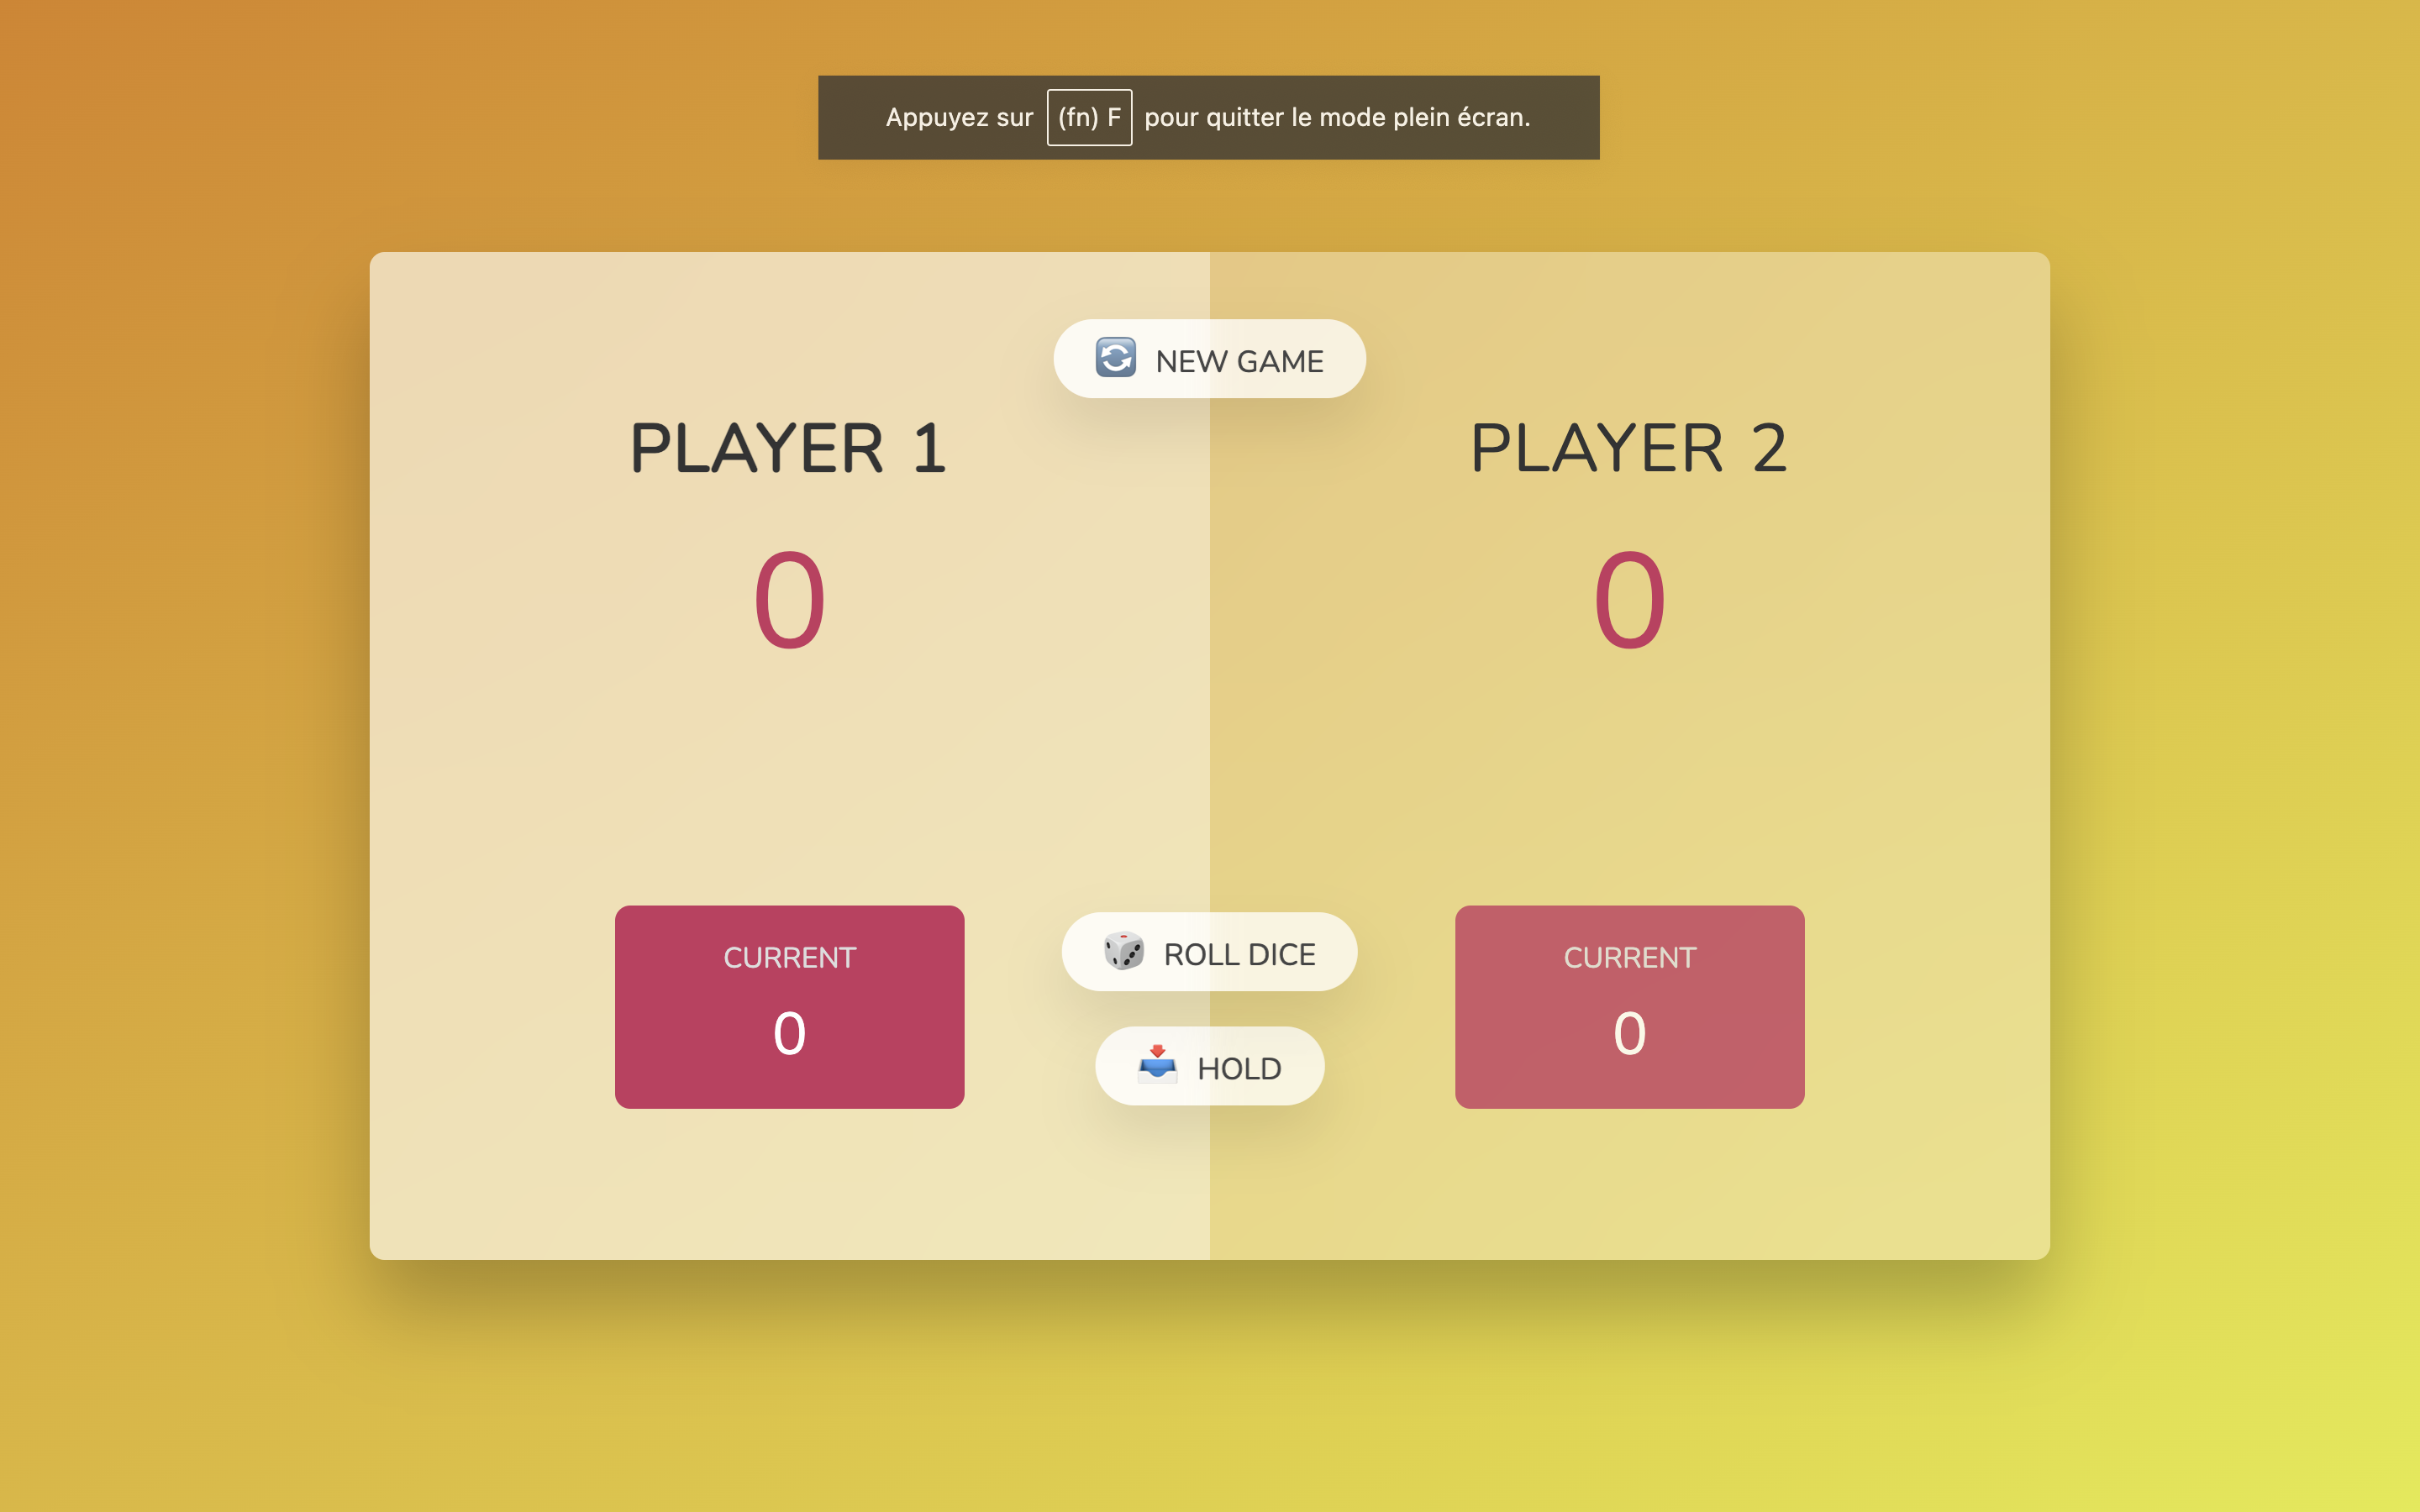 Appuyez sur (fn) F pour quitter le mode plein écran.
NEW GAME
PLAYER 1
PLAYER 2
0
0
CURRENT
0
ROLL DICE
HOLD
CURRENT
0